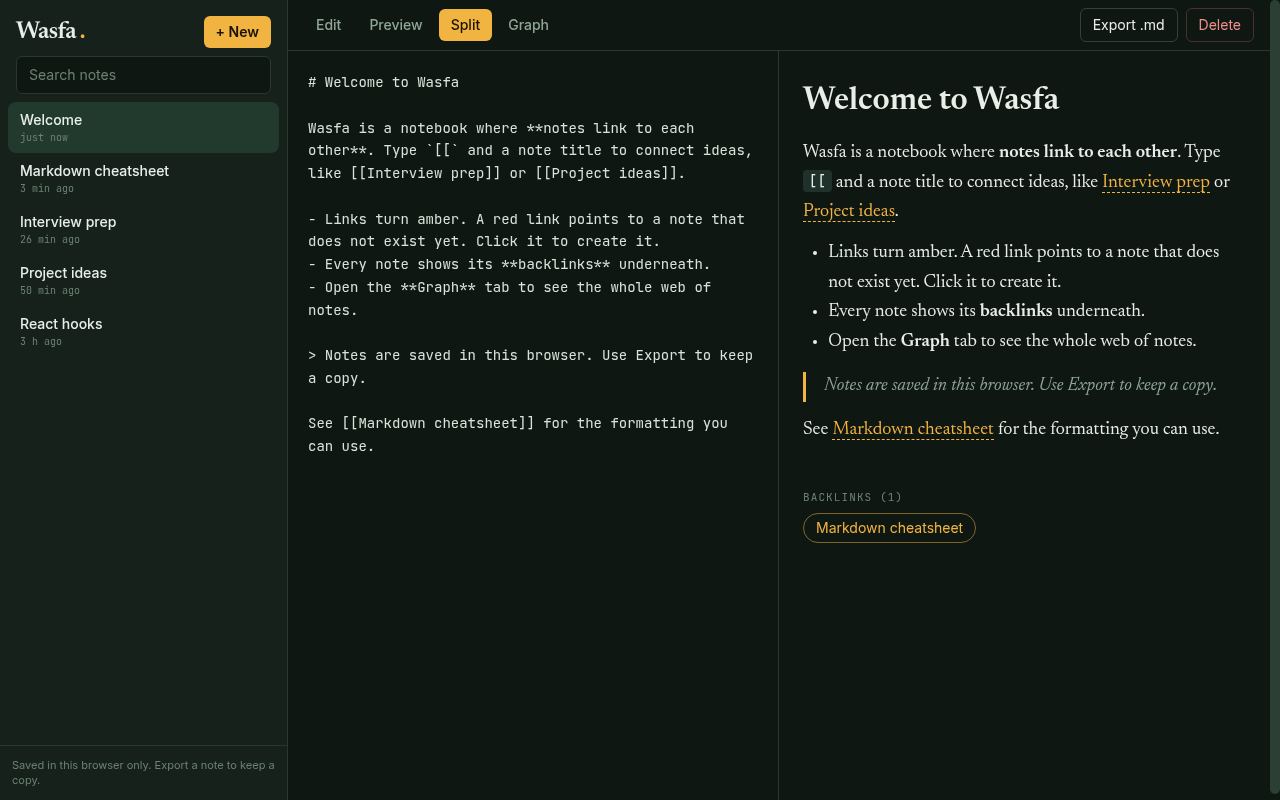 Wasfa.
+ New
Search notes
Welcome
just now
Markdown cheatsheet
3 min ago
Interview prep
26 min ago
Project ideas
50 min ago
React hooks
3 h ago
Saved in this browser only. Export a note to keep a
copy.
Edit
Preview
Split
Graph
Export .md
Delete
# Welcome to Wasfa
Wasfa is a notebook where **notes link to each
other**. Type `[[` and a note title to connect ideas,
like [[Interview prep]] or [[Project ideas]].
- Links turn amber. A red link points to a note that
does not exist yet. Click it to create it.
- Every note shows its **backlinks** underneath.
- Open the **Graph** tab to see the whole web of
notes.
> Notes are saved in this browser. Use Export to keep
a copy.
See [[Markdown cheatsheet]] for the formatting you
can use.
Welcome to Wasfa
Wasfa is a notebook where notes link to each other. Type
[[ and a note title to connect ideas, like Interview prep or
Project ideas.
• Links turn amber. A red link points to a note that does
not exist yet. Click it to create it.
• Every note shows its backlinks underneath.
• Open the Graph tab to see the whole web of notes.
Notes are saved in this browser. Use Export to keep a copy.
See Markdown cheatsheet for the formatting you can use.
BACKLINKS (1)
Markdown cheatsheet